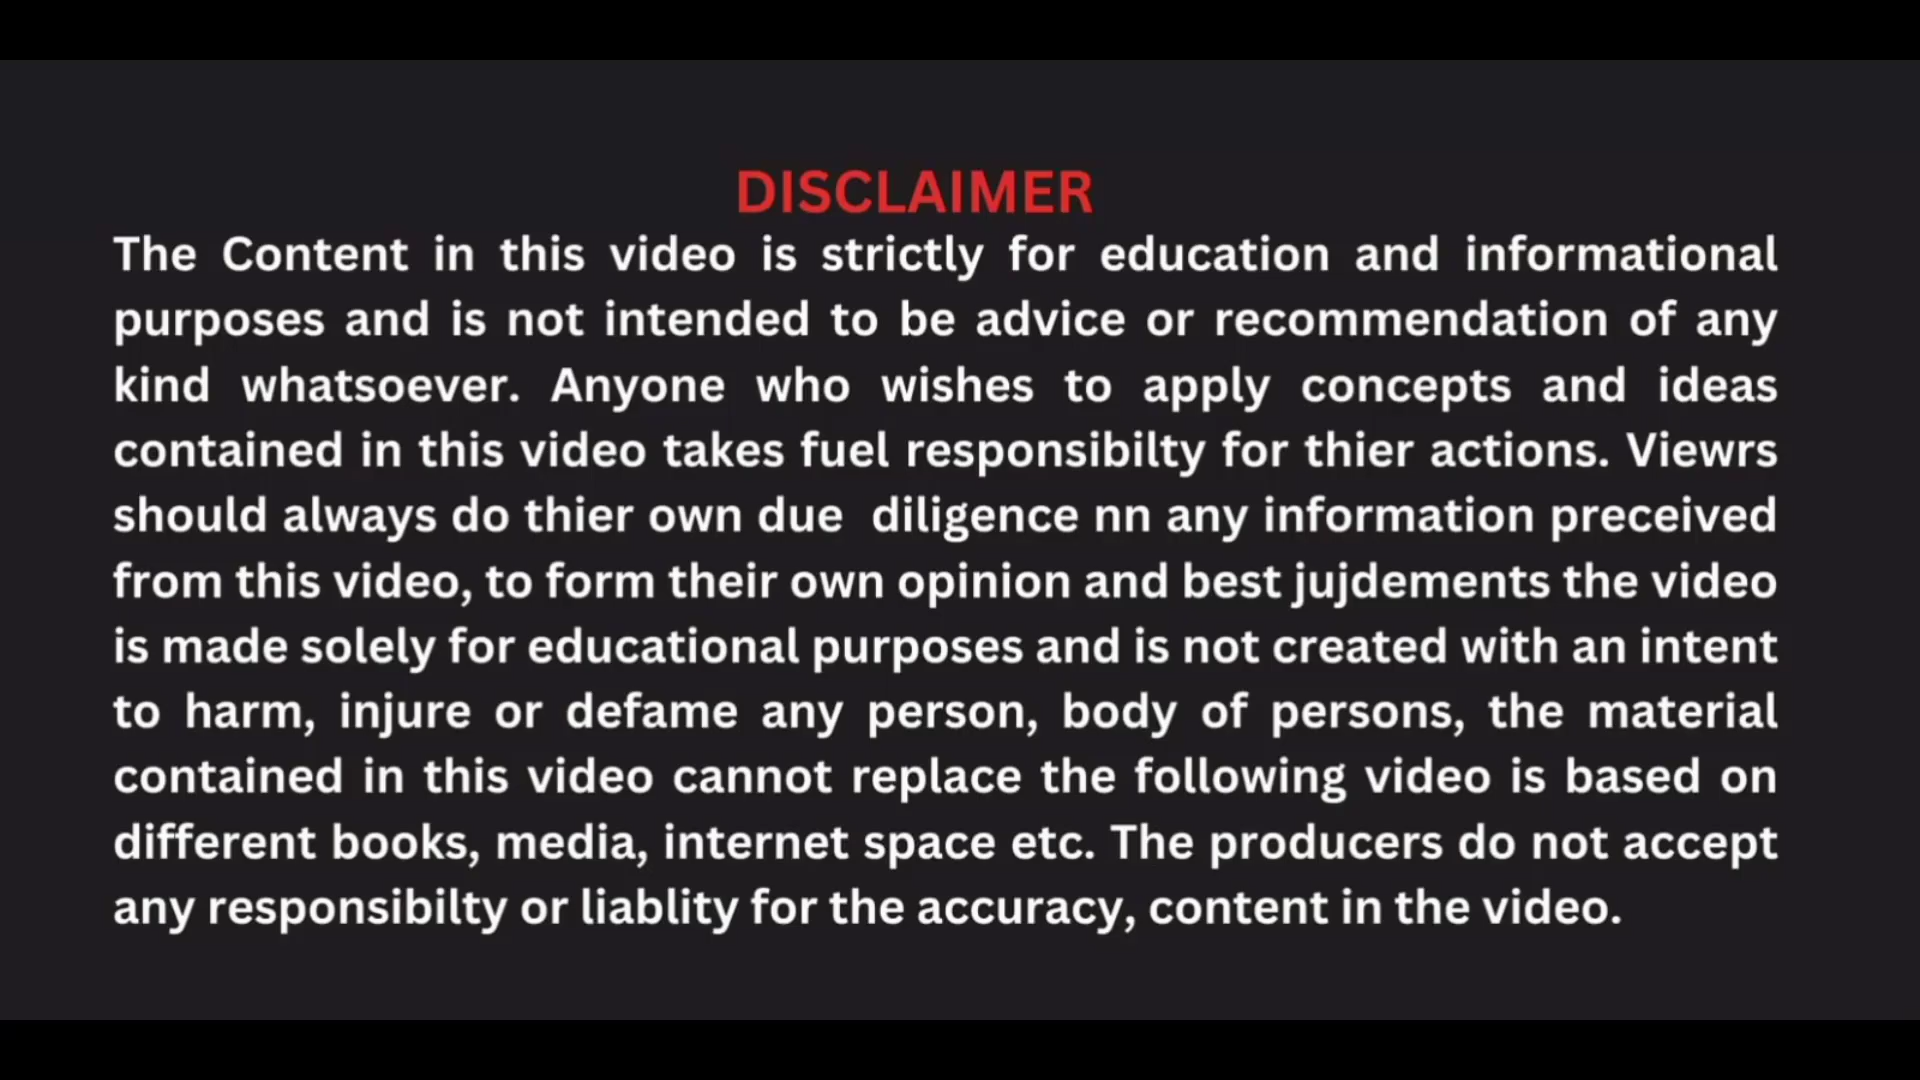 DISCLAIMER
The Content in this video is strictly for education and informational
purposes and is not intended to be advice or recommendation of any
kind whatsoever. Anyone who wishes to apply concepts and ideas
contained in this video takes fuel responsibilty for thier actions. Viewrs
should always do thier own due diligence nn any information preceived
from this video, to form their own opinion and best jujdements the video
is made solely for educational purposes and is not created with an intent
to harm, injure or defame any person, body of persons, the material
contained in this video cannot replace the following video is based on
different books, media, internet space etc. The producers do not accept
any responsibilty or liablity for the accuracy, content in the video.